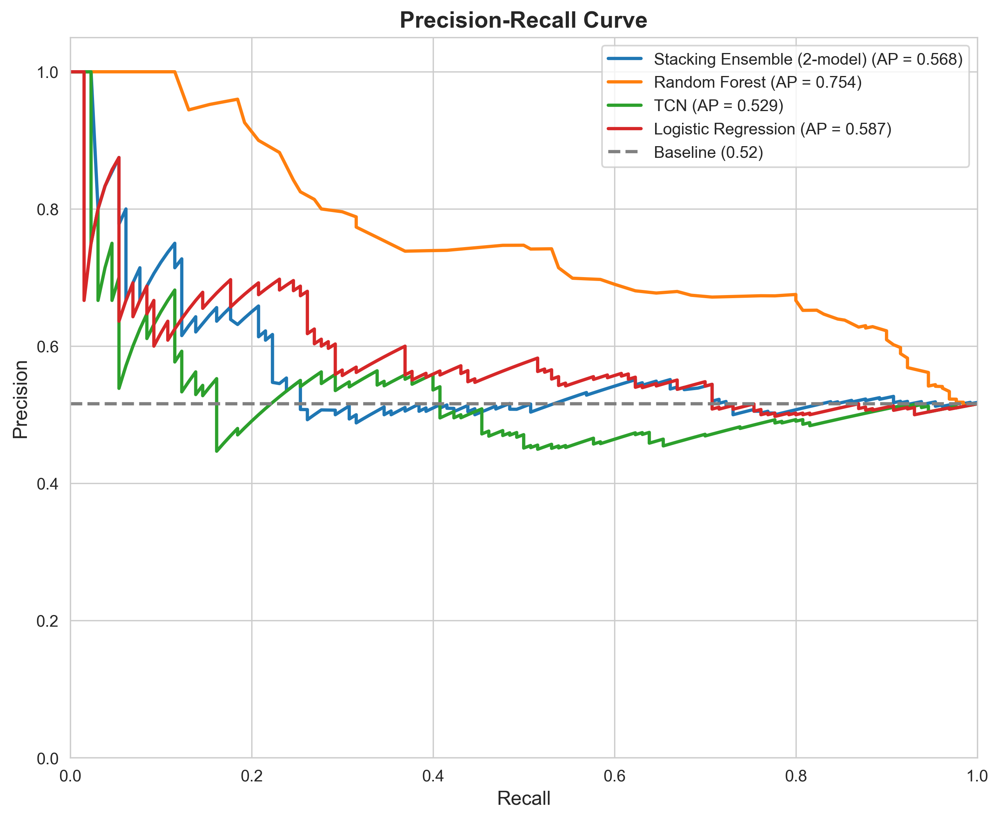 Precision-Recall Curve
Stacking Ensemble (2-model) (AP = 0.568)
Random Forest (AP = 0.754)
TCN (AP = 0.529)
Logistic Regression (AP = 0.587)
Baseline (0.52)
Precision
1.0
0.8
0.6
0.4
0.2
0.0
0.0 0.2 0.4 0.6 0.8 1.0
Recall